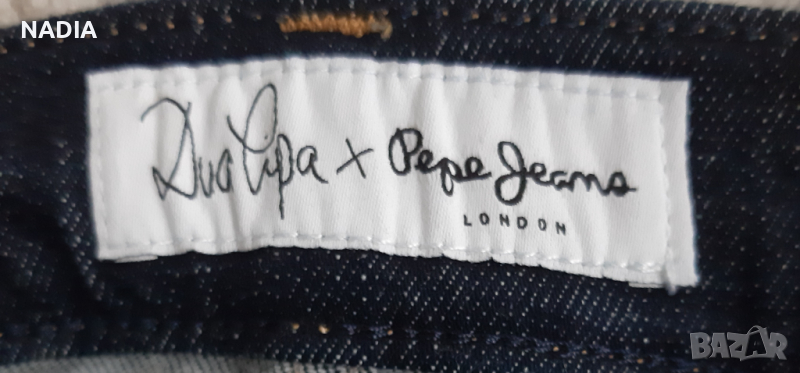 NADIA
Dua Lipa x Pepe Jeans
LONDON
BAZAR